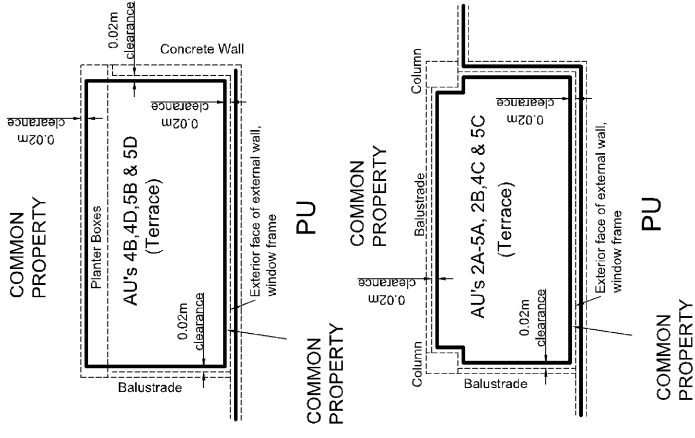 0.02m
clearance
Concrete Wall
0.02m
clearance
0.02m
clearance
COMMON
PROPERTY
Planter Boxes
AU's 4B,4D,5B & 5D
(Terrace)
0.02m
clearance
Exterior face of external wall,
window frame
PU
COMMON
PROPERTY
Balustrade
Column
0.02m
clearance
COMMON
PROPERTY
Balustrade
0.02m
clearance
AU's 2A-5A, 2B,4C & 5C
(Terrace)
0.02m
clearance
Exterior face of external wall,
window frame
PU
COMMON
PROPERTY
Column
Balustrade